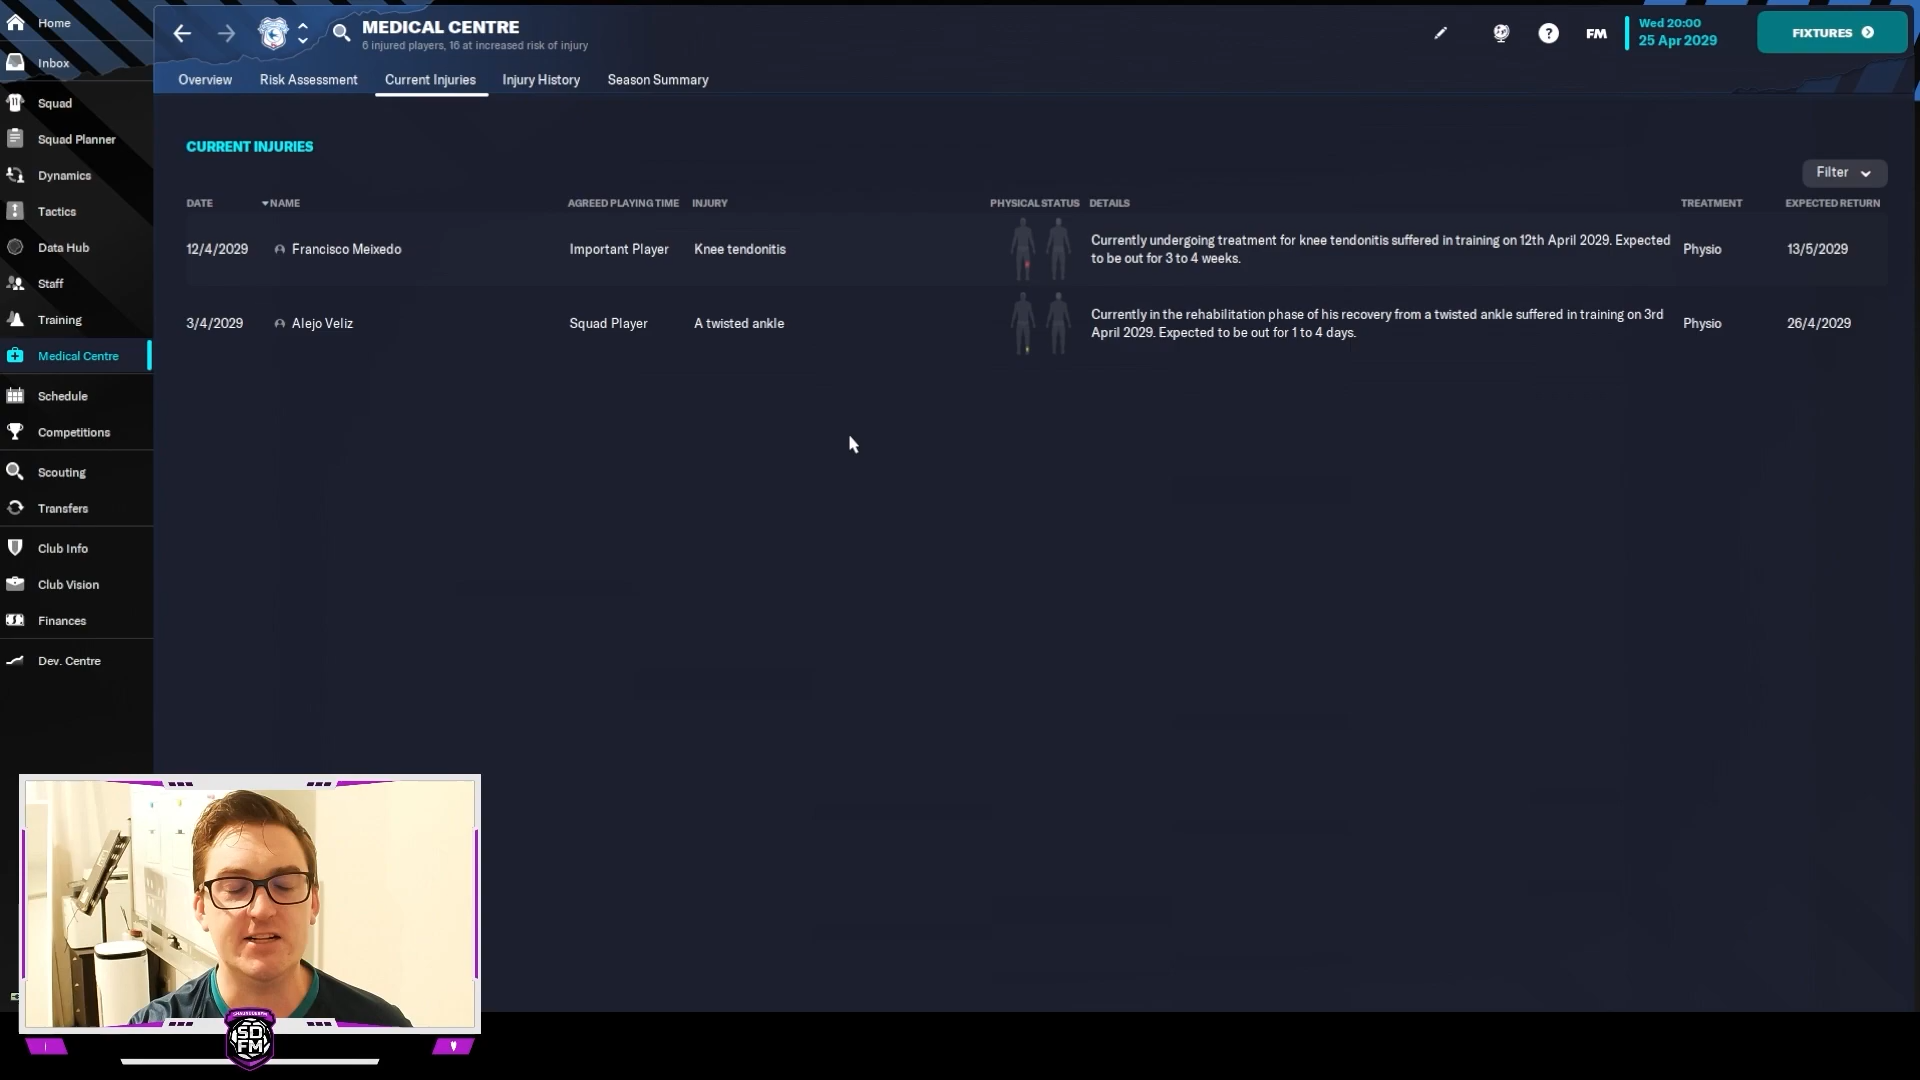 Home
Inbox
Squad
Squad Planner
Dynamics
Tactics
Data Hub
Staff
Training
Medical Centre
Schedule
Competitions
Scouting
Transfers
Club Info
Club Vision
Finances
Dev. Centre
MEDICAL CENTRE
6 injured players, 16 at increased risk of injury
? FM
Wed 20:00
25 Apr 2029
FIXTURES
Overview Risk Assessment Current Injuries Injury History Season Summary
CURRENT INJURIES
Filter
DATE NAME AGREED PLAYING TIME INJURY PHYSICAL STATUS DETAILS TREATMENT EXPECTED RETURN
12/4/2029 Francisco Meixedo Important Player Knee tendonitis Currently undergoing treatment for knee tendonitis suffered in training on 12th April 2029. Expected Physio 13/5/2029
to be out for 3 to 4 weeks.
3/4/2029 Alejo Veliz Squad Player A twisted ankle Currently in the rehabilitation phase of his recovery from a twisted ankle suffered in training on 3rd Physio 26/4/2029
April 2029. Expected to be out for 1 to 4 days.
SD
FM